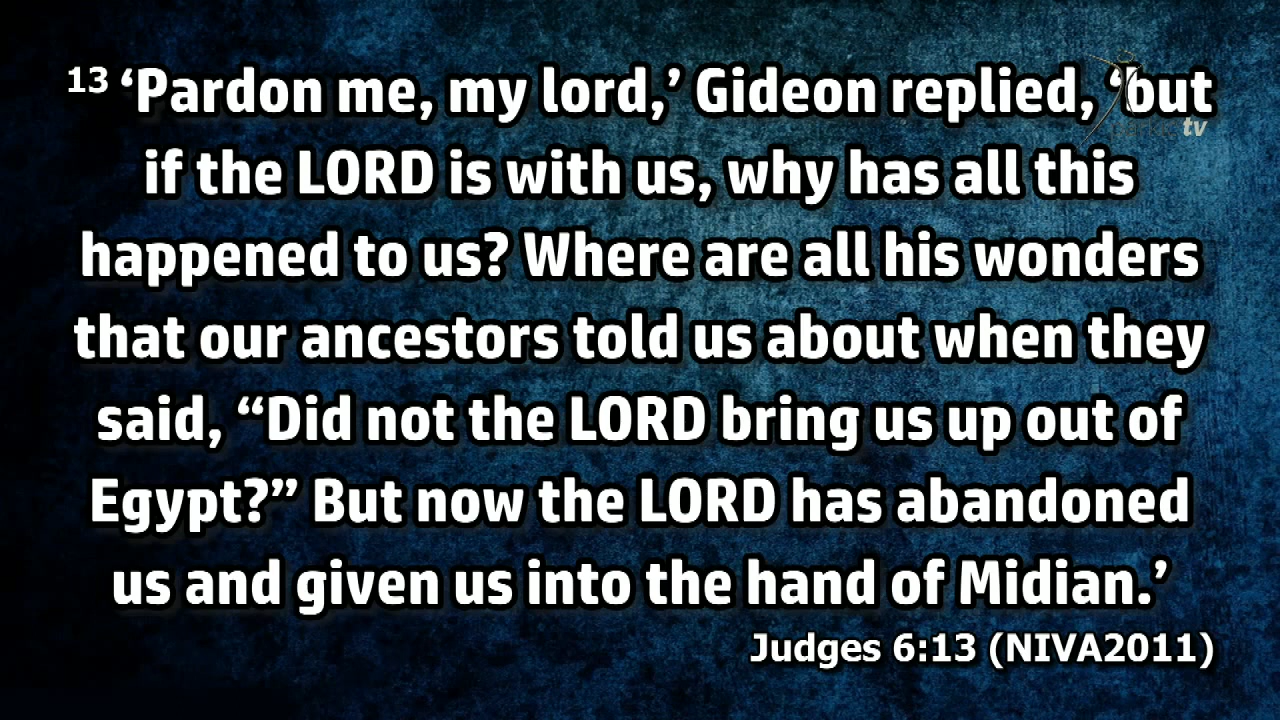 13 ‘Pardon me, my lord,’ Gideon replied, ‘but
if the LORD is with us, why has all this
happened to us? Where are all his wonders
that our ancestors told us about when they
said, “Did not the LORD bring us up out of
Egypt?” But now the LORD has abandoned
us and given us into the hand of Midian.’
Judges 6:13 (NIVA2011)
tv